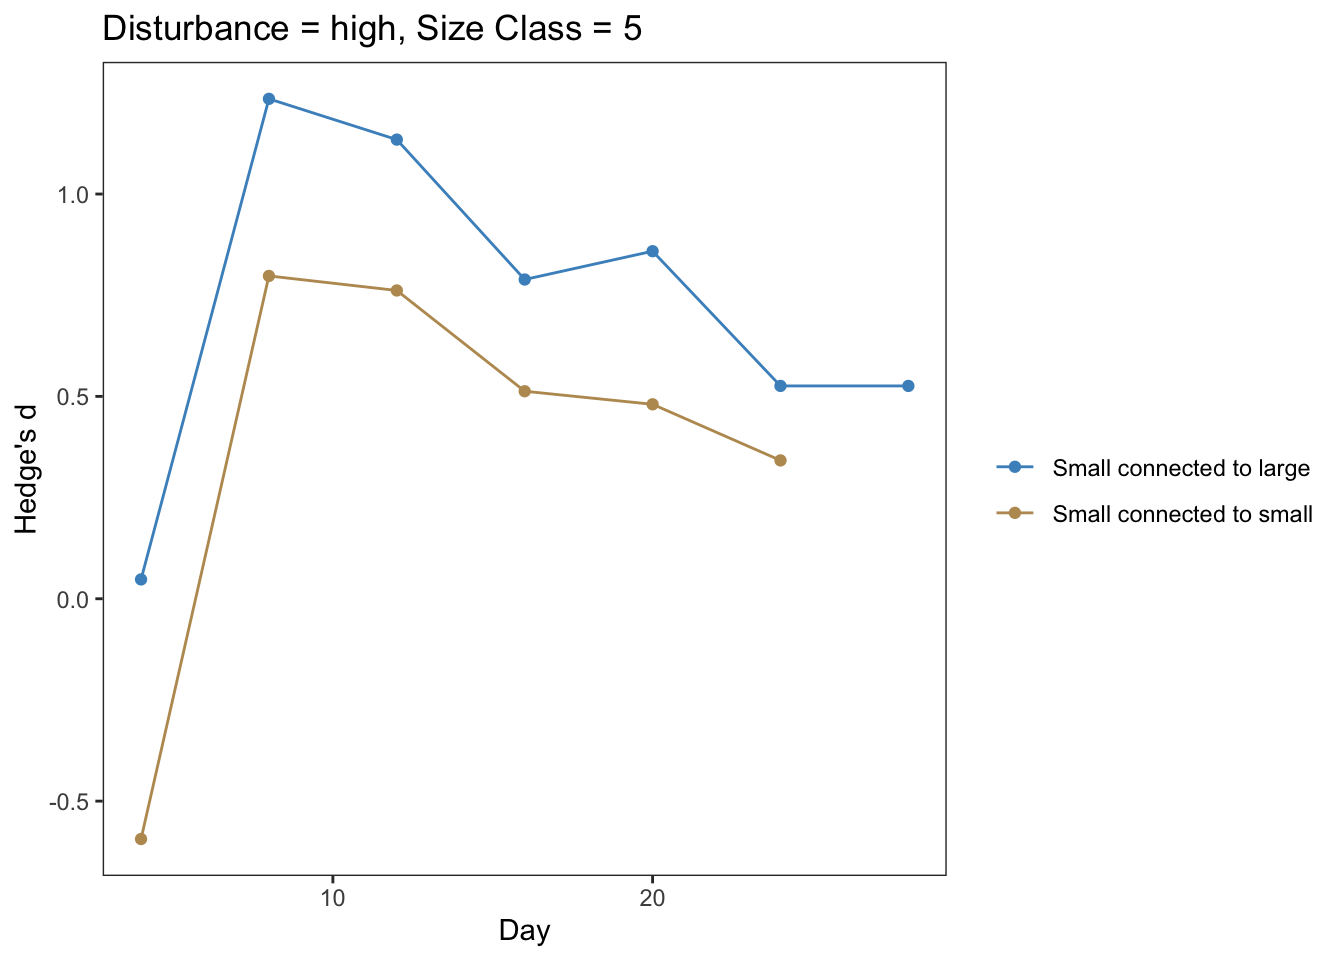 Disturbance = high, Size Class = 5
Hedge's d
1.0
0.5
0.0
-0.5
10
20
Day
Small connected to large
Small connected to small